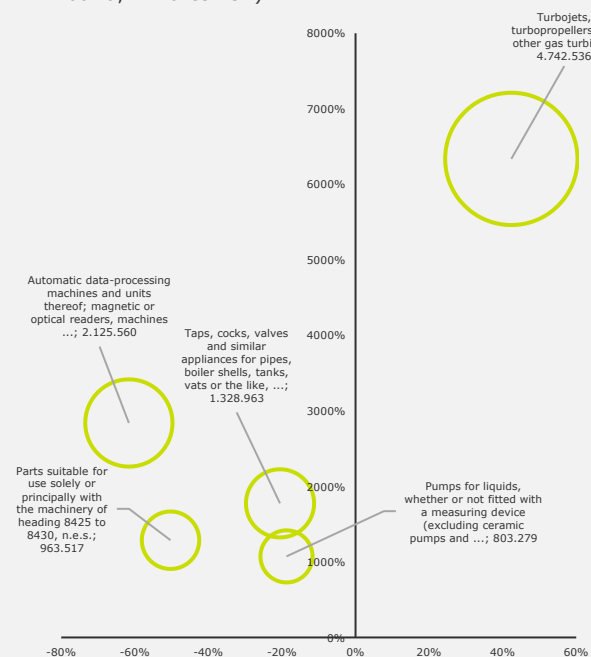 8000%
Turbojets,
turbopropellers
other gas
4.742.536
7000%
6000%
5000%
Automatic data-processing
machines and units
thereof; magnetic or
optical readers, machines
...; 2.125.560
4000%
Taps, cocks, valves
and similar
appliances for pipes,
boiler shells, tanks,
vats or the like, ...;
1.328.963
3000%
Parts suitable for
use solely or
principally with
the machinery of
heading 8425 to
8430, n.e.s.;
963.517
2000%
Pumps for liquids,
whether or not fitted with
a measuring device
(excluding ceramic
pumps and ...; 803.279
1000%
0%
-80% -60% -40% -20% 0% 20% 40% 60%